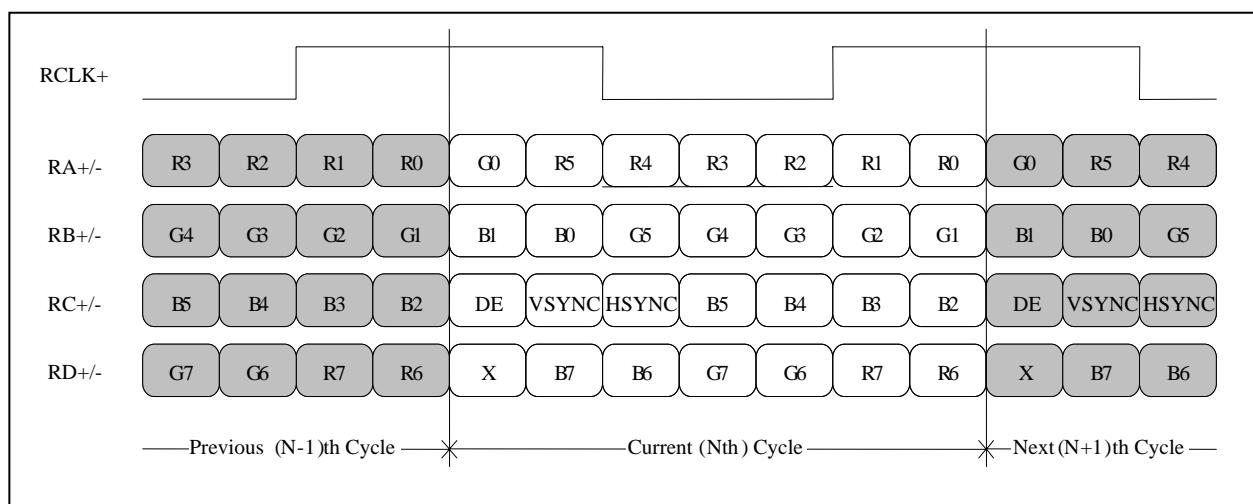 RCLK+
RA+/- R3 R2 R1 R0 G0 R5 R4 R3 R2 R1 R0 G0 R5 R4
RB+/- G4 G3 G2 G1 B1 B0 G5 G4 G3 G2 G1 B1 B0 G5
RC+/- B5 B4 B3 B2 DE VSYNC HSYNC B5 B4 B3 B2 DE VSYNC HSYNC
RD+/- G7 G6 R7 R6 X B7 B6 G7 G6 R7 R6 X B7 B6
Previous (N-1)th Cycle Current (Nth) Cycle Next (N+1)th Cycle